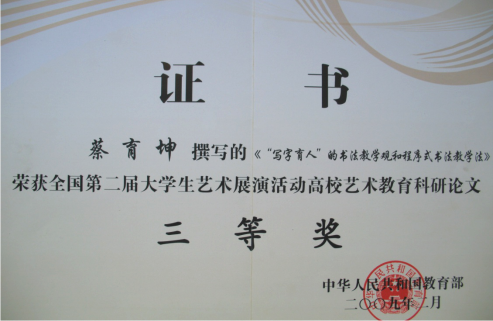 证 书
蔡育坤 撰写的《“写字育人”的书法教学观和程序式书法教学法》
荣获全国第二届大学生艺术展演活动高校艺术教育科研论文
三 等 奖
中华人民共和国教育部
二〇〇九年二月